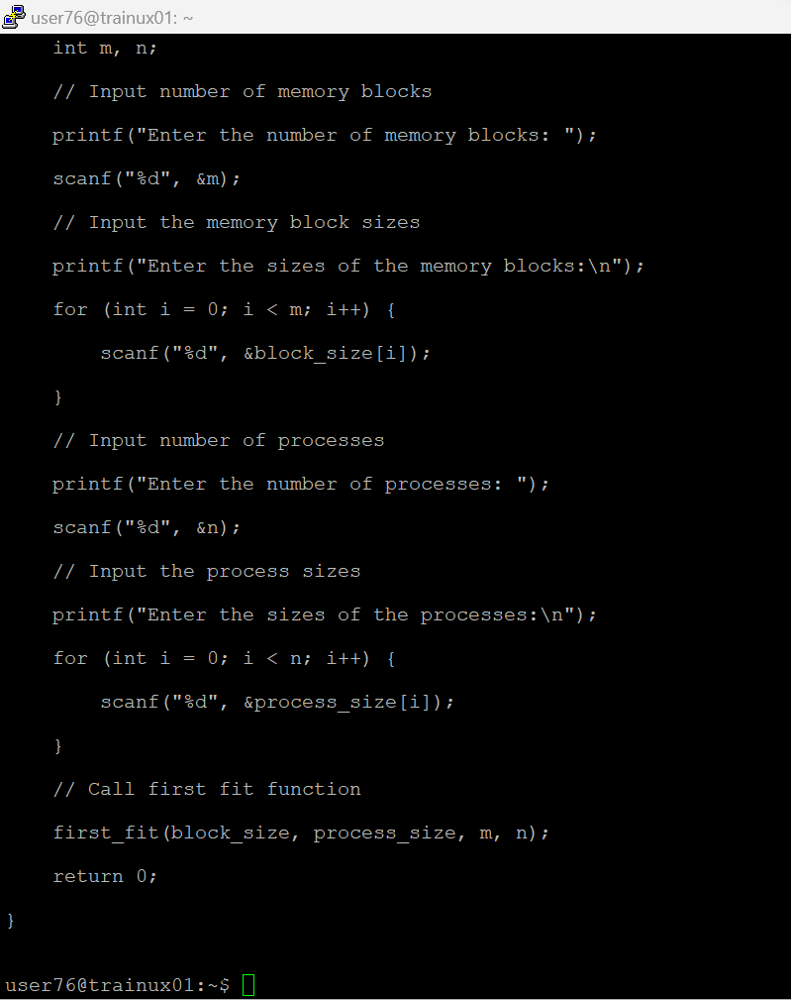 user76@trainux01: ~
int m, n;
// Input number of memory blocks
printf("Enter the number of memory blocks: ");
scanf("%d", &m);
// Input the memory block sizes
printf("Enter the sizes of the memory blocks:\n");
for (int i = 0; i < m; i++) {
scanf("%d", &block_size[i]);
}
// Input number of processes
printf("Enter the number of processes: ");
scanf("%d", &n);
// Input the process sizes
printf("Enter the sizes of the processes:\n");
for (int i = 0; i < n; i++) {
scanf("%d", &process_size[i]);
}
// Call first fit function
first_fit(block_size, process_size, m, n);
return 0;
}
user76@trainux01:~$